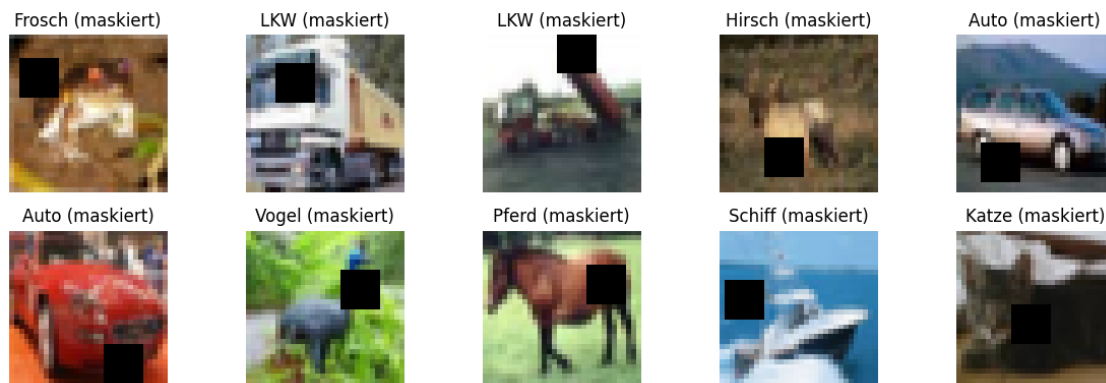 Frosch (maskiert)
LKW (maskiert)
LKW (maskiert)
Hirsch (maskiert)
Auto (maskiert)
Auto (maskiert)
Vogel (maskiert)
Pferd (maskiert)
Schiff (maskiert)
Katze (maskiert)